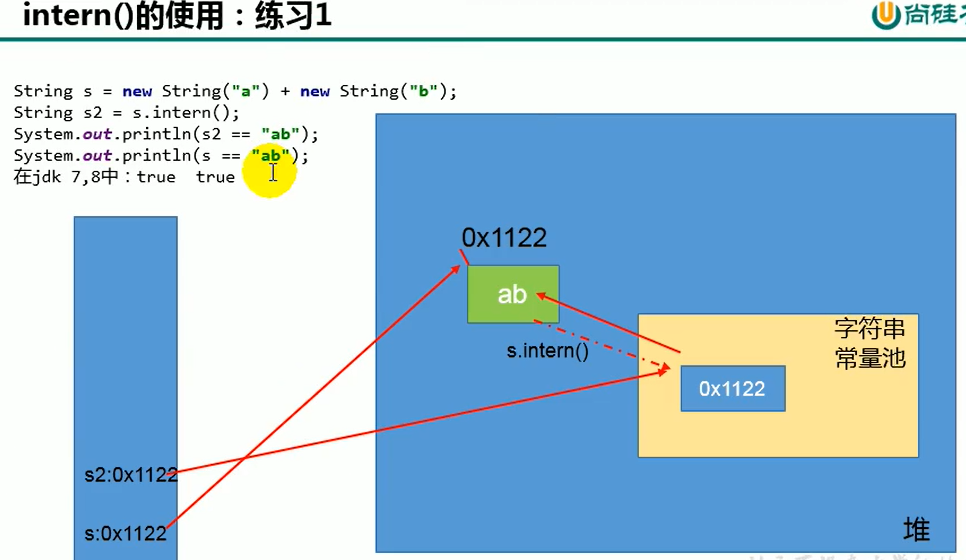 intern()的使用：练习1
尚硅
String s = new String("a") + new String("b");
String s2 = s.intern();
System.out.println(s2 == "ab");
System.out.println(s == "ab");
在jdk 7,8中：true  true
0x1122
ab
s.intern()
字符串
常量池
0x1122
s2:0x1122
s:0x1122
堆